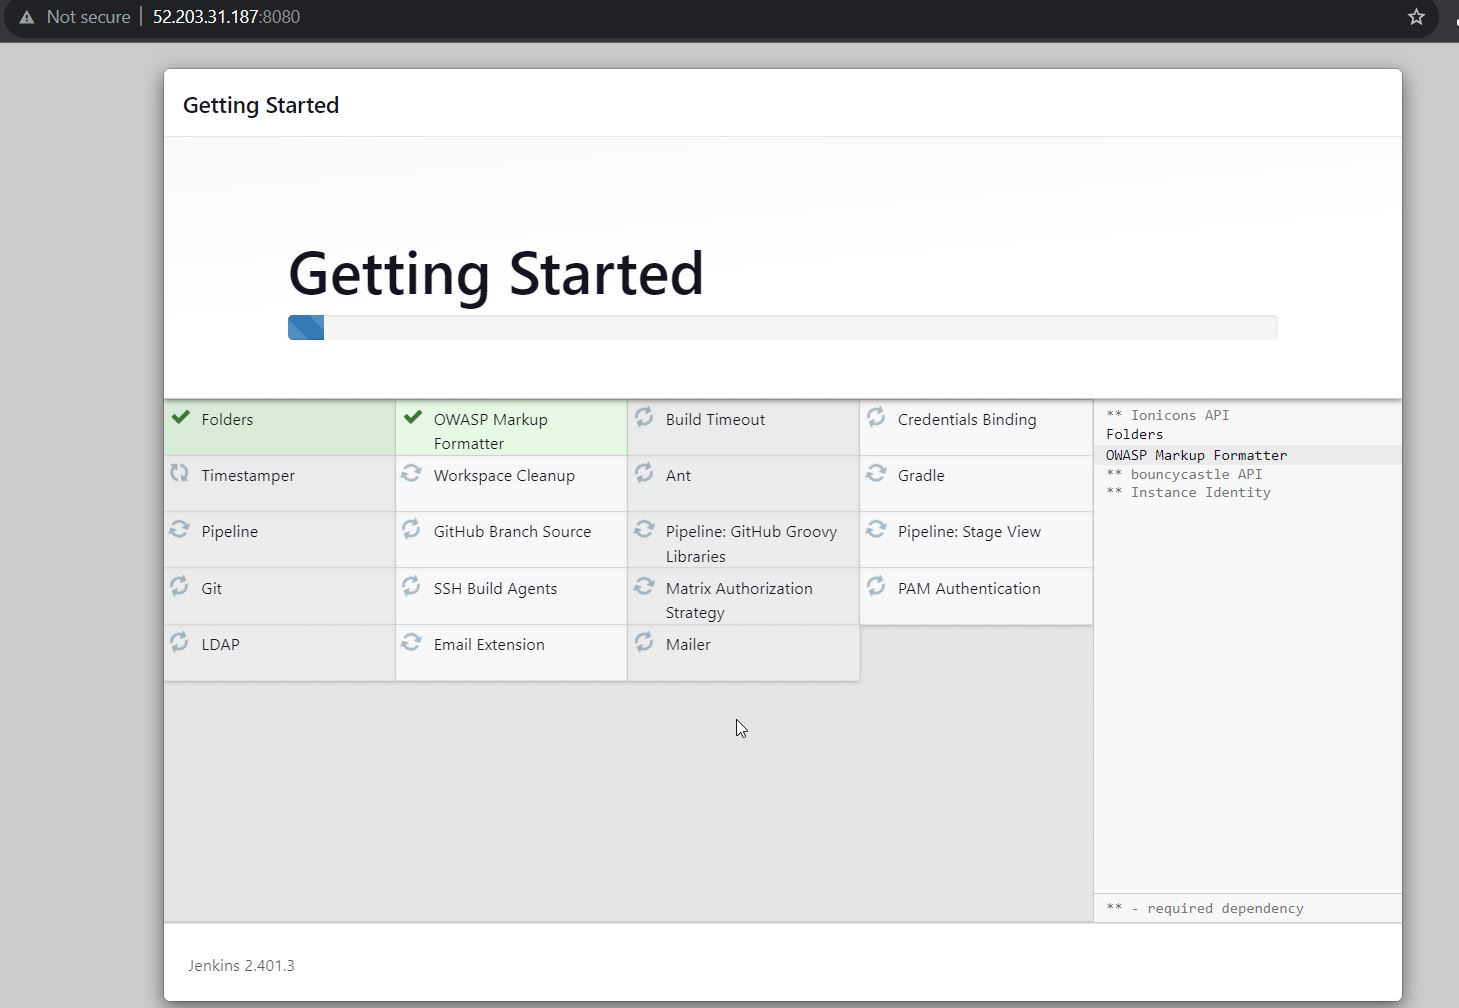 Not secure 52.203.31.187:8080
Getting Started
Getting Started
Folders
OWASP Markup
Formatter
Build Timeout
Credentials Binding
Timestamper
Workspace Cleanup
Ant
Gradle
Pipeline
GitHub Branch Source
Pipeline: GitHub Groovy
Libraries
Pipeline: Stage View
Git
SSH Build Agents
Matrix Authorization
Strategy
PAM Authentication
LDAP
Email Extension
Mailer
** Ionicons API
Folders
OWASP Markup Formatter
** bouncycastle API
** Instance Identity
** - required dependency
Jenkins 2.401.3